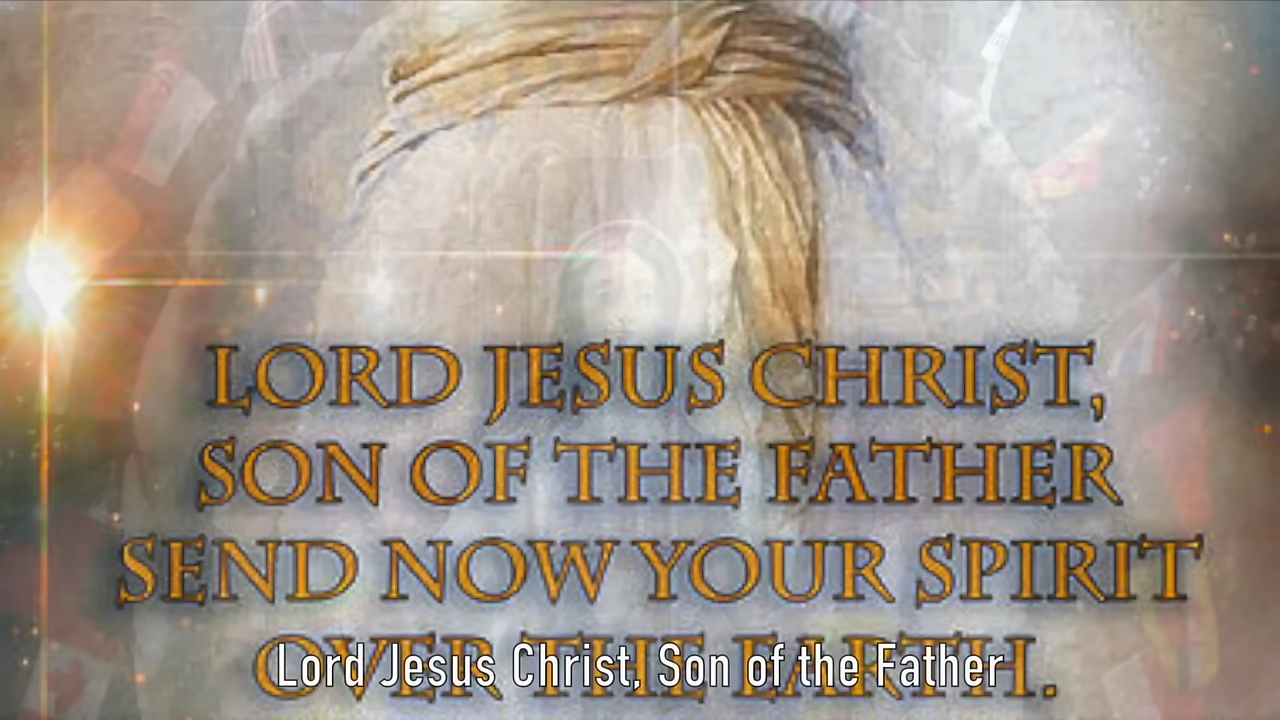 LORD JESUS CHRIST,
SON OF THE FATHER
SEND NOW YOUR SPIRIT
OVER THE EARTH.
Lord Jesus Christ, Son of the Father